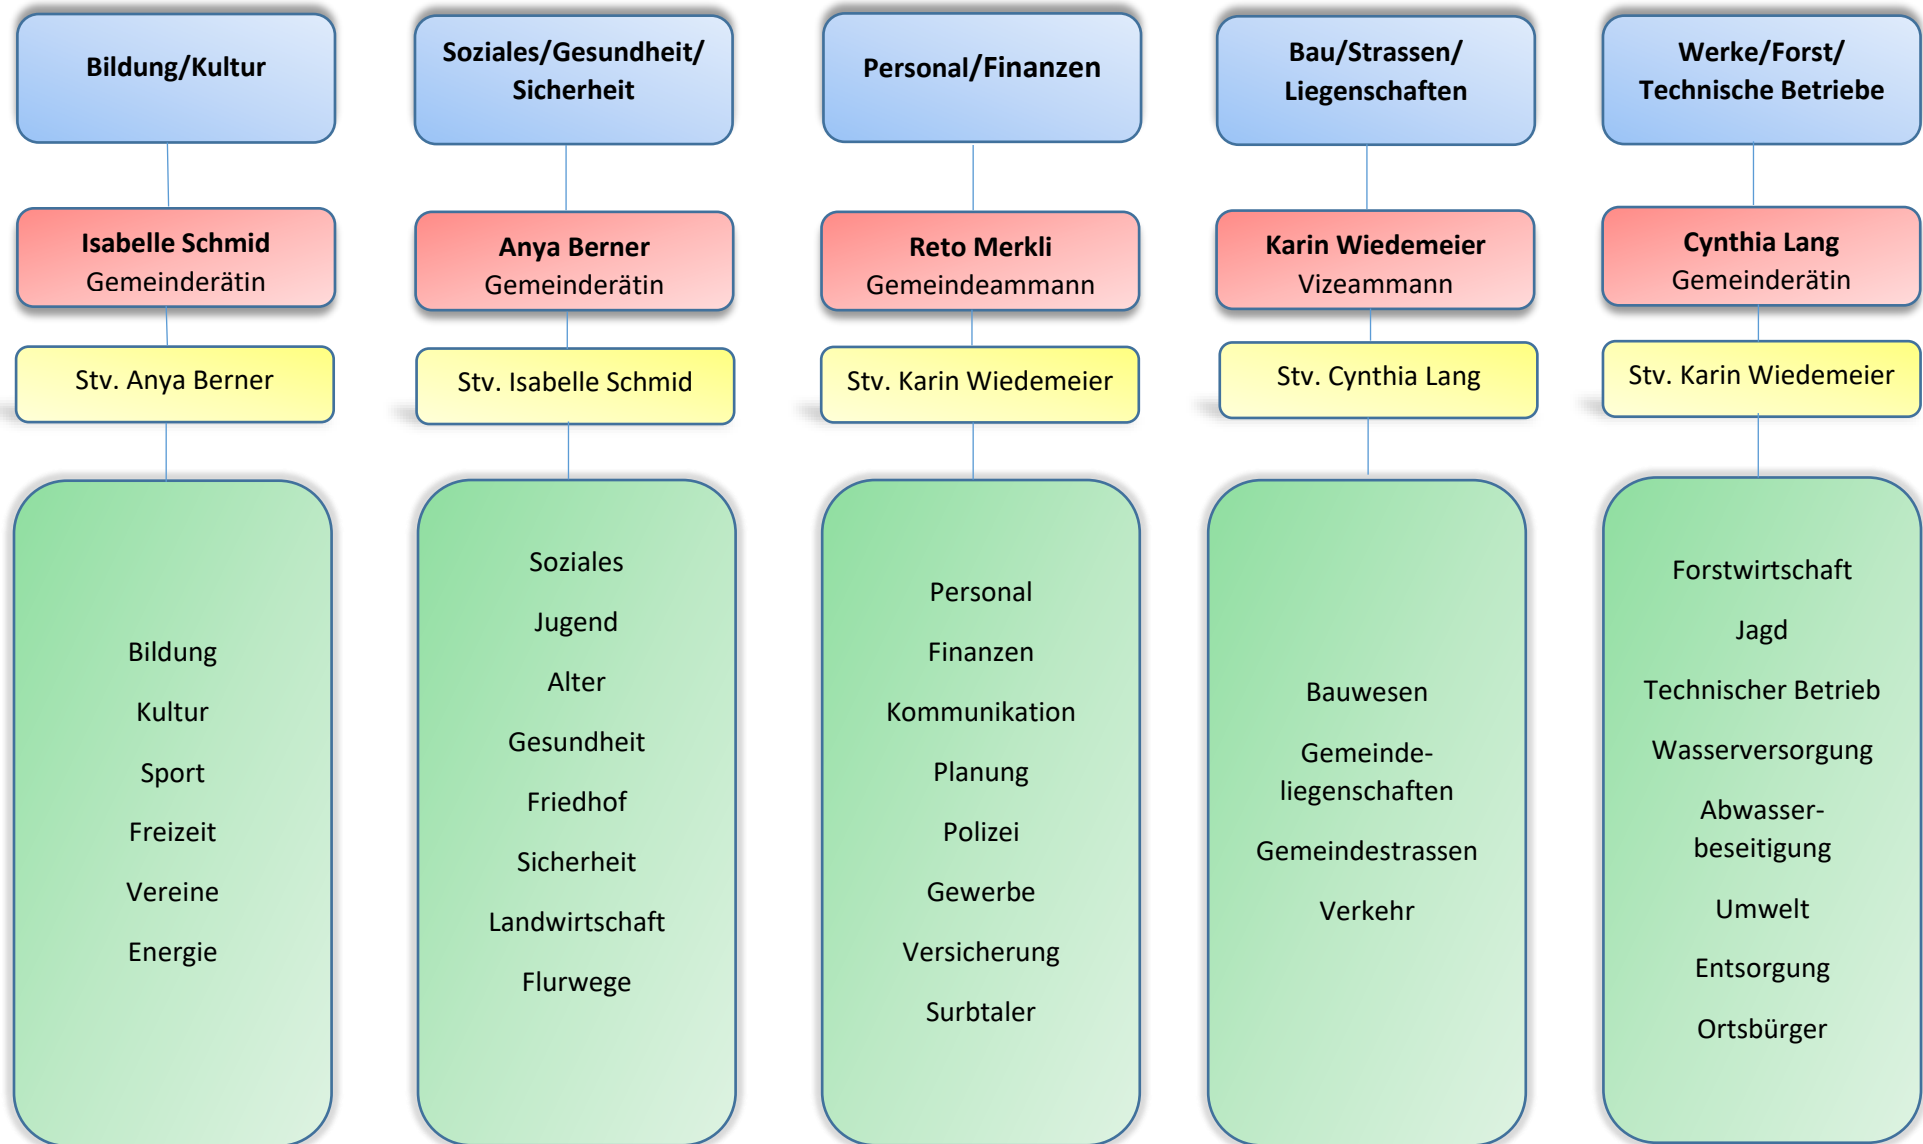 Bildung/Kultur
Isabelle Schmid
Gemeinderätin
Stv. Anya Berner
Bildung
Kultur
Sport
Freizeit
Vereine
Energie
Soziales/Gesundheit/
Sicherheit
Anya Berner
Gemeinderätin
Stv. Isabelle Schmid
Soziales
Jugend
Alter
Gesundheit
Friedhof
Sicherheit
Landwirtschaft
Flurwege
Personal/Finanzen
Reto Merkli
Gemeindeammann
Stv. Karin Wiedemeier
Personal
Finanzen
Kommunikation
Planung
Polizei
Gewerbe
Versicherung
Surbtaler
Bau/Strassen/
Liegenschaften
Karin Wiedemeier
Vizeammann
Stv. Cynthia Lang
Bauwesen
Gemeinde-
liegenschaften
Gemeindestrassen
Verkehr
Werke/Forst/
Technische Betriebe
Cynthia Lang
Gemeinderätin
Stv. Karin Wiedemeier
Forstwirtschaft
Jagd
Technischer Betrieb
Wasserversorgung
Abwasser-
beseitigung
Umwelt
Entsorgung
Ortsbürger